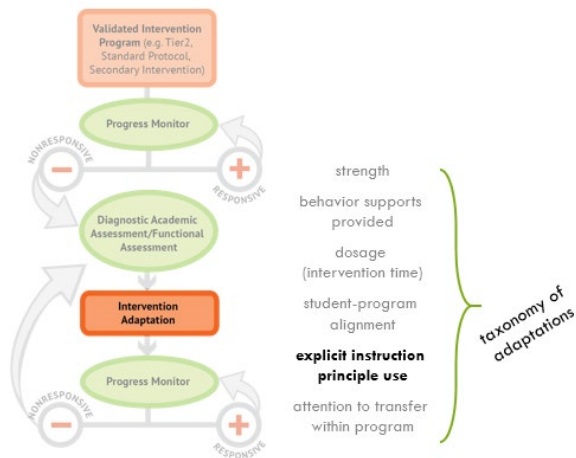 Validated Intervention
Program (e.g. Tier2,
Standard Protocol,
Secondary Intervention)
Progress Monitor
NONRESPONSIVE
RESPONSIVE
Diagnostic Academic
Assessment/Functional
Assessment
Intervention
Adaptation
Progress Monitor
NONRESPONSIVE
RESPONSIVE
strength
behavior supports
provided
dosage
(intervention time)
student-program
alignment
explicit instruction
principle use
attention to transfer
within program
taxonomy of
adaptations